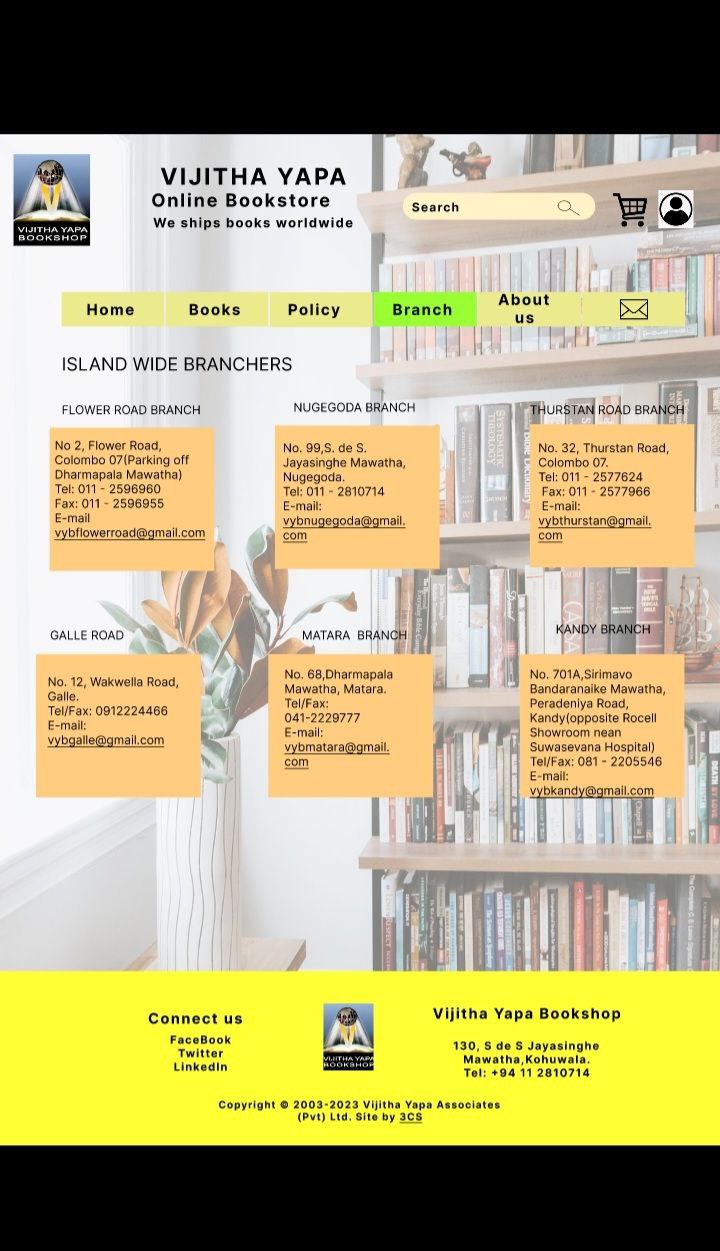 VIJITHA YAPA
BOOKSHOP
VIJITHA YAPA
Online Bookstore
We ships books worldwide
Search
Home
Books
Policy
Branch
About
us
ISLAND WIDE BRANCHERS
FLOWER ROAD BRANCH
No 2, Flower Road,
Colombo 07(Parking off
Dharmapala Mawatha)
Tel: 011 - 2596960
Fax: 011 - 2596955
E-mail
vybflowerroad@gmail.com
NUGEGODA BRANCH
No. 99,S. de S.
Jayasinghe Mawatha,
Nugegoda.
Tel: 011 - 2810714
E-mail:
vybnugegoda@gmail.
com
THURSTAN ROAD BRANCH
No. 32, Thurstan Road,
Colombo 07.
Tel: 011 - 2577624
Fax: 011 - 2577966
E-mail:
vybthurstan@gmail.
com
GALLE ROAD
No. 12, Wakwella Road,
Galle.
Tel/Fax: 0912224466
E-mail:
vybgalle@gmail.com
MATARA BRANCH
No. 68,Dharmapala
Mawatha, Matara.
Tel/Fax:
041-2229777
E-mail:
vybmatara@gmail.
com
KANDY BRANCH
No. 701A,Sirimavo
Bandaranaike Mawatha,
Peradeniya Road,
Kandy(opposite Rocell
Showroom nean
Suwasevana Hospital)
Tel/Fax: 081 - 2205546
E-mail:
vybkandy@gmail.com
Connect us
FaceBook
Twitter
LinkedIn
VIJITHA YAPA
BOOKSHOP
Vijitha Yapa Bookshop
130, S de S Jayasinghe
Mawatha,Kohuwala.
Tel: +94 11 2810714
Copyright © 2003-2023 Vijitha Yapa Associates
(Pvt) Ltd. Site by 3CS